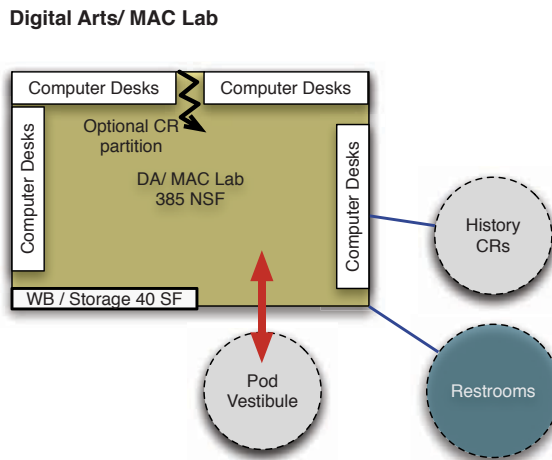 Digital Arts/ MAC Lab
Computer Desks
Computer Desks
Optional CR
partition
Computer Desks
DA/ MAC Lab
385 NSF
Computer Desks
History
CRs
WB / Storage 40 SF
Pod
Vestibule
Restrooms